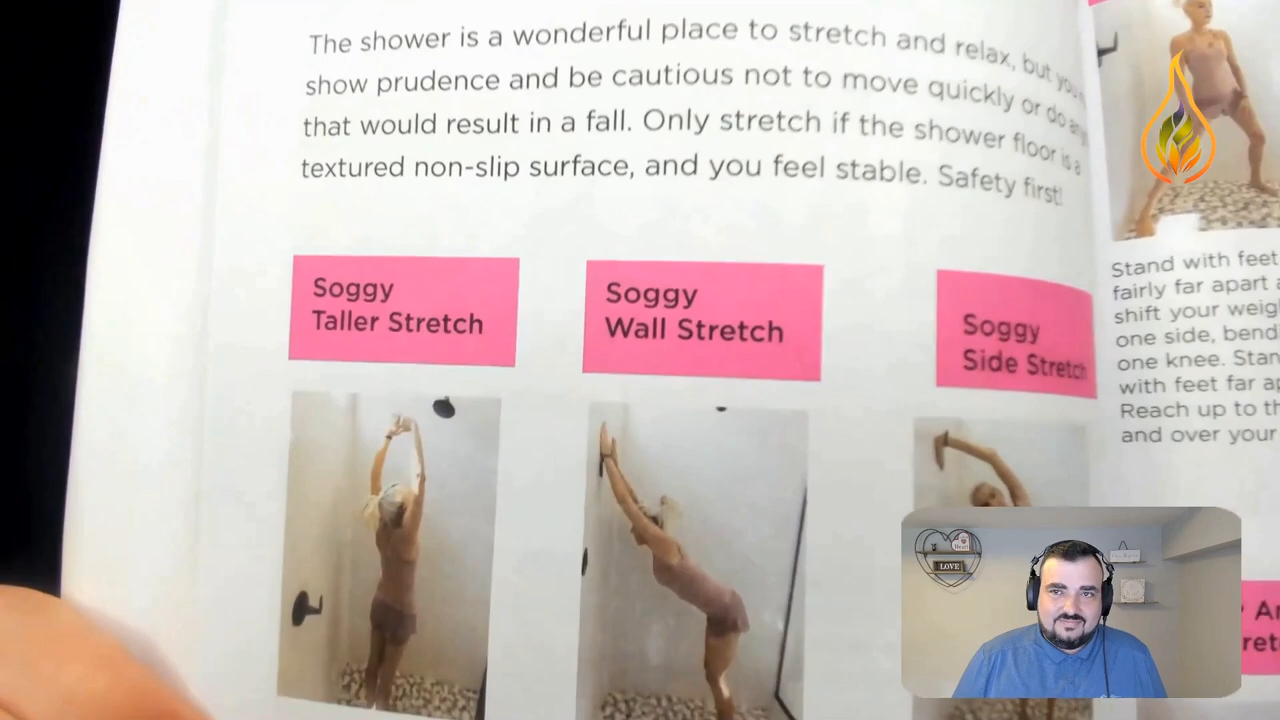 The shower is a wonderful place to stretch and relax, but you
show prudence and be cautious not to move quickly or do any
that would result in a fall. Only stretch if the shower floor is a
textured non-slip surface, and you feel stable. Safety first!
Soggy
Taller Stretch
Soggy
Wall Stretch
Soggy
Side Stretch
Stand with feet
fairly far apart
shift your weig
one side, bend
one knee. Stan
with feet far ap
Reach up to th
and over your
Heart
LOVE